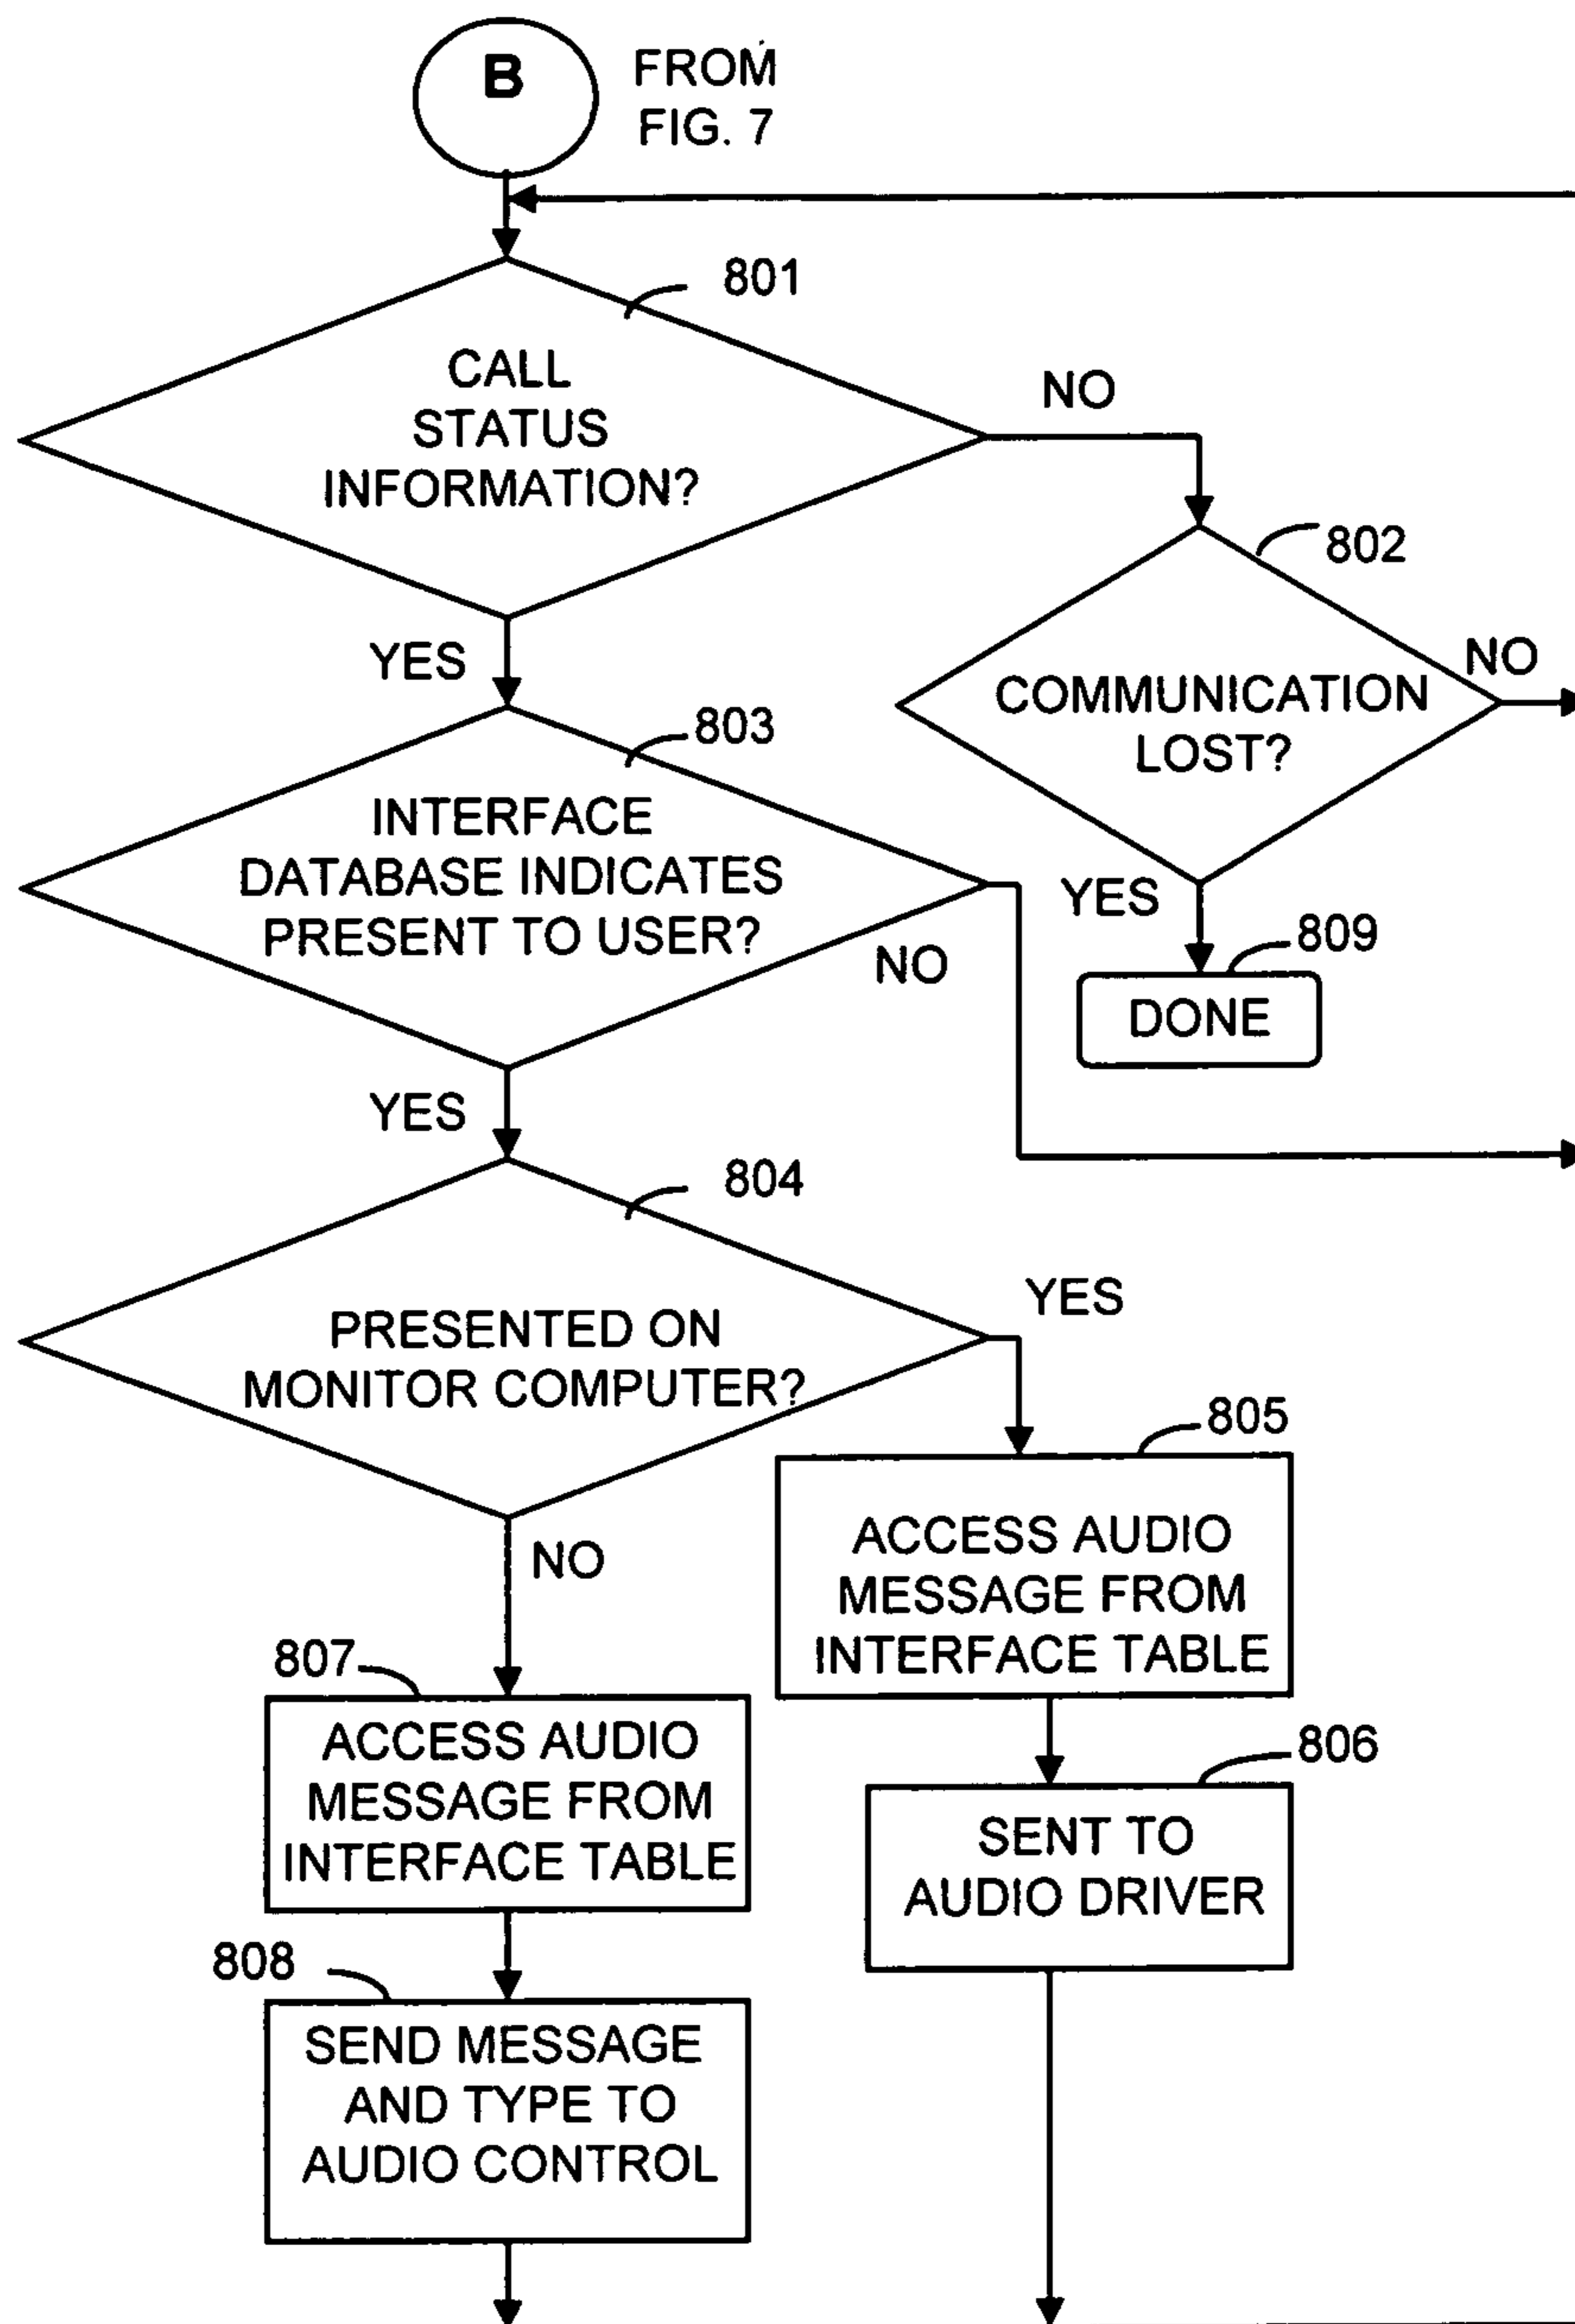 B
FROM
FIG. 7
801
CALL
STATUS
INFORMATION?
NO
802
COMMUNICATION
LOST?
NO
YES
YES
809
DONE
803
INTERFACE
DATABASE INDICATES
PRESENT TO USER?
NO
YES
804
PRESENTED ON
MONITOR COMPUTER?
YES
805
ACCESS AUDIO
MESSAGE FROM
INTERFACE TABLE
806
SENT TO
AUDIO DRIVER
NO
807
ACCESS AUDIO
MESSAGE FROM
INTERFACE TABLE
808
SEND MESSAGE
AND TYPE TO
AUDIO CONTROL